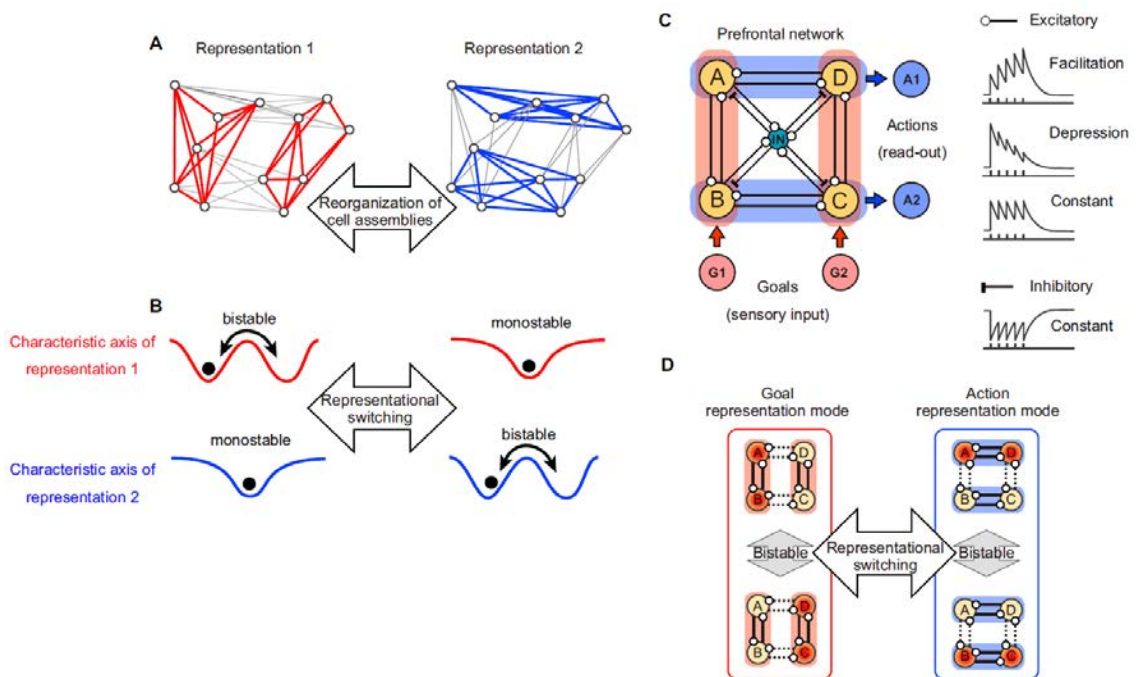 A
Representation 1
Representation 2
Reorganization of
cell assemblies
B
Characteristic axis of
representation 1
bistable
monostable
Representational
switching
Characteristic axis of
representation 2
monostable
bistable
C
Prefrontal network
A
D
A1
IN
Actions
(read-out)
B
C
A2
G1
G2
Goals
(sensory input)
Excitatory
Facilitation
Depression
Constant
Inhibitory
Constant
D
Goal
representation mode
Action
representation mode
A
D
B
C
A
D
B
C
Bistable
Representational
switching
Bistable
A
D
B
C
A
D
B
C